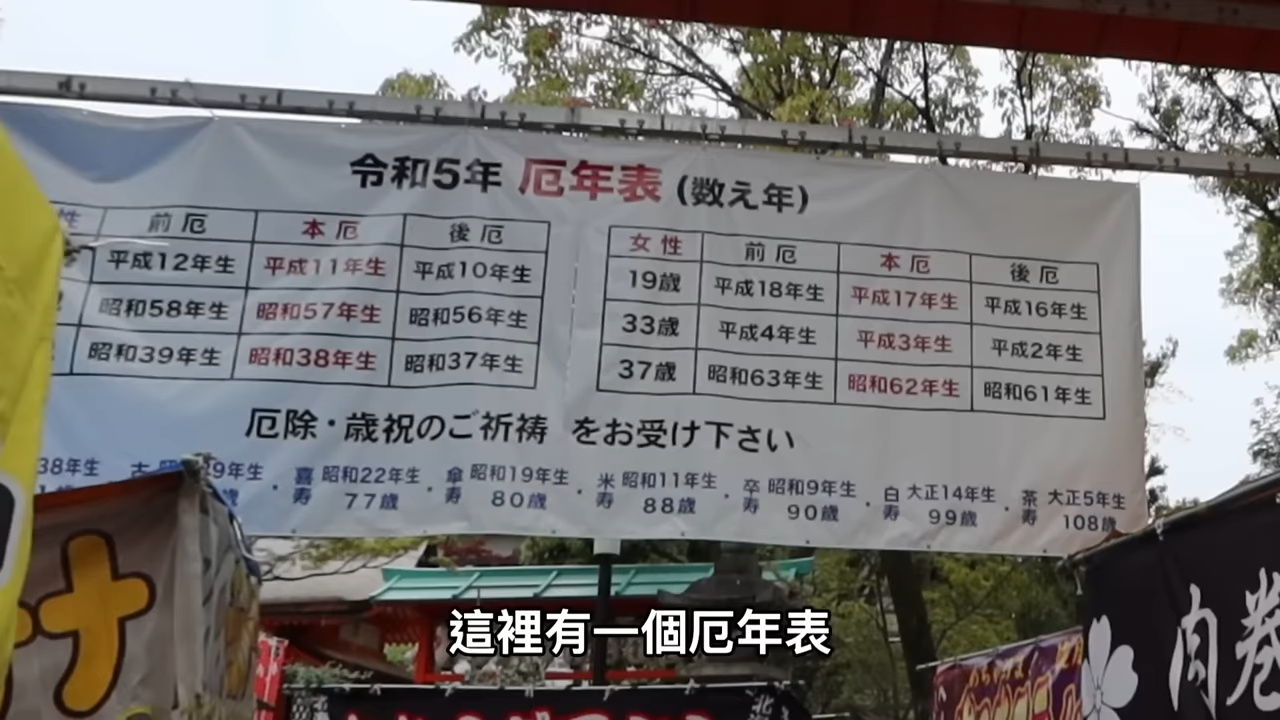 令和5年 厄年表 (数え年)
性 前厄 本厄 後厄
平成12年生 平成11年生 平成10年生
昭和58年生 昭和57年生 昭和56年生
昭和39年生 昭和38年生 昭和37年生
女性 前厄 本厄 後厄
19歳 平成18年生 平成17年生 平成16年生
33歳 平成4年生 平成3年生 平成2年生
37歳 昭和63年生 昭和62年生 昭和61年生
厄除・歳祝のご祈祷 をお受け下さい
38年生 古 29年生・喜寿 昭和22年生 77歳・傘寿 昭和19年生 80歳・米寿 昭和11年生 88歳・卒寿 昭和9年生 90歳・白寿 大正14年生 99歳・茶寿 大正5年生 108歳
這裡有一個厄年表
肉巻